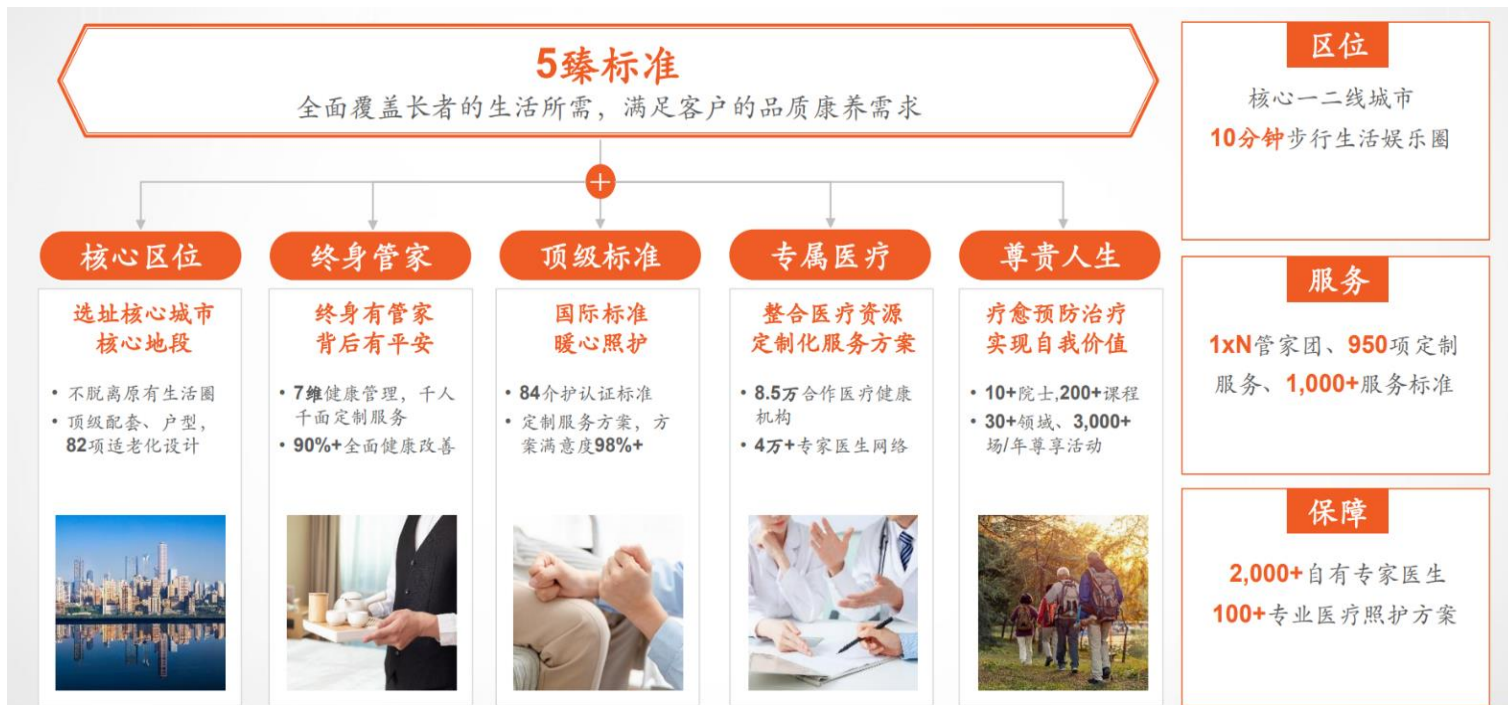 5臻标准
全面覆盖长者的生活所需，满足客户的品质康养需求
核心区位
选址核心城市
核心地段
• 不脱离原有生活圈
• 顶级配套、户型，
82项适老化设计
终身管家
终身有管家
背后有平安
• 7维健康管理，千人
千面定制服务
• 90%+全面健康改善
顶级标准
国际标准
暖心照护
• 84介护认证标准
• 定制服务方案，方
案满意度98%+
专属医疗
整合医疗资源
定制化服务方案
• 8.5万合作医疗健康
机构
• 4万+专家医生网络
尊贵人生
疗愈预防治疗
实现自我价值
• 10+院士,200+课程
• 30+领域、3,000+
场/年尊享活动
区位
核心一二线城市
10分钟步行生活娱乐圈
服务
1xN管家团、950项定制
服务、1,000+服务标准
保障
2,000+自有专家医生
100+专业医疗照护方案